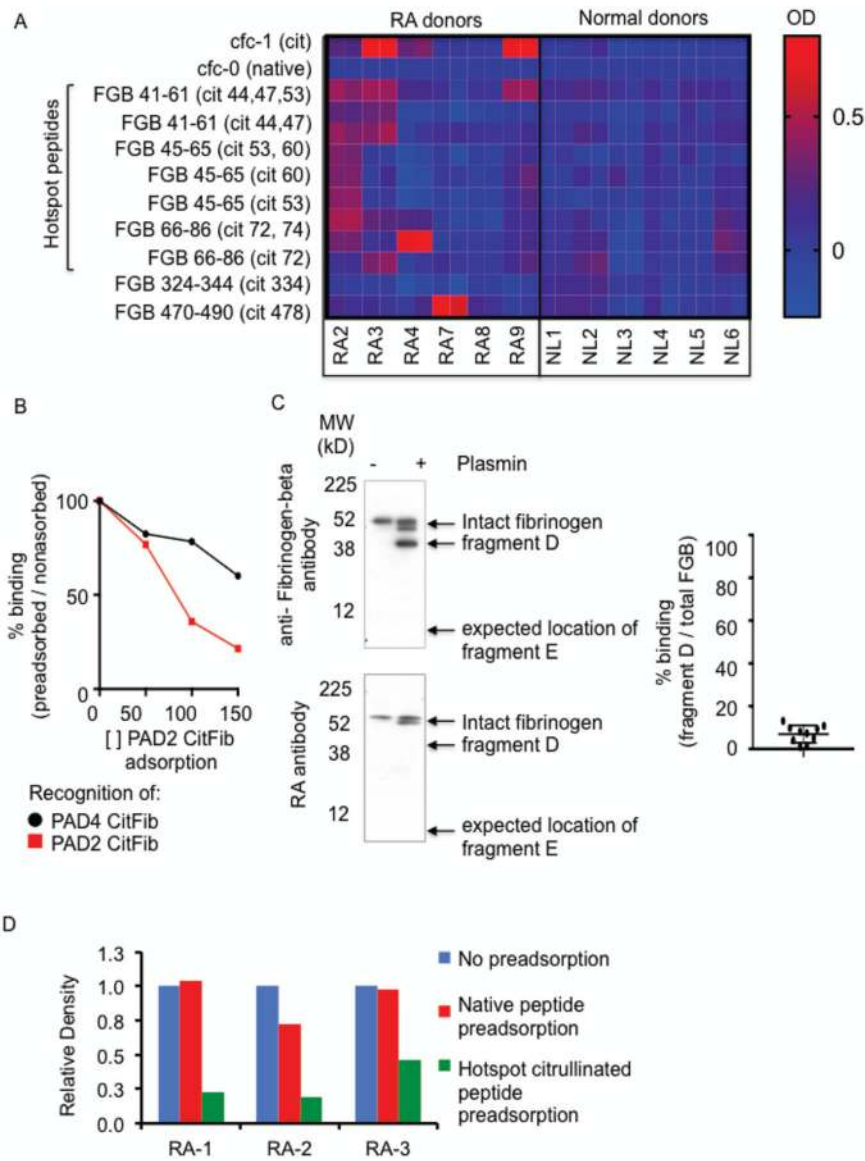 A
RA donors
Normal donors
OD
cfc-1 (cit)
cfc-0 (native)
FGB 41-61 (cit 44,47,53)
FGB 41-61 (cit 44,47)
FGB 45-65 (cit 53, 60)
FGB 45-65 (cit 60)
FGB 45-65 (cit 53)
FGB 66-86 (cit 72, 74)
FGB 66-86 (cit 72)
FGB 324-344 (cit 334)
FGB 470-490 (cit 478)
Hotspot peptides
0.5
0
RA2
RA3
RA4
RA7
RA8
RA9
NL1
NL2
NL3
NL4
NL5
NL6
B
% binding
(preadsorbed / nonasorbed)
100
50
0
0 50 100 150
[ ] PAD2 CitFib
adsorption
Recognition of:
PAD4 CitFib
PAD2 CitFib
C
MW
(kD)
- + Plasmin
anti- Fibrinogen-beta
antibody
225
52
38
12
Intact fibrinogen
fragment D
expected location of
fragment E
RA antibody
225
52
38
12
Intact fibrinogen
fragment D
expected location of
fragment E
% binding
(fragment D / total FGB)
100
80
60
40
20
0
D
Relative Density
1.3
1.0
0.8
0.5
0.3
0.0
RA-1
RA-2
RA-3
No preadsorption
Native peptide
preadsorption
Hotspot citrullinated
peptide
preadsorption